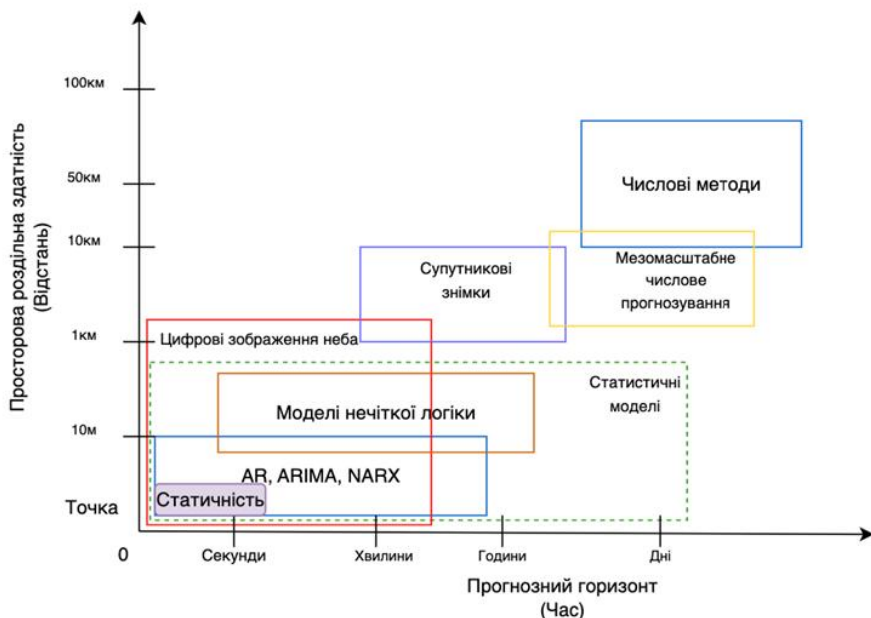 100км
50км
10км
1км
10м
Точка
0
Просторова роздільна здатність
(Відстань)
Числові методи
Мезомасштабне
числове
прогнозування
Супутникові
знімки
Цифрові зображення неба
Статистичні
моделі
Моделі нечіткої логіки
AR, ARIMA, NARX
Статичність
Секунди
Хвилини
Години
Дні
Прогнозний горизонт
(Час)